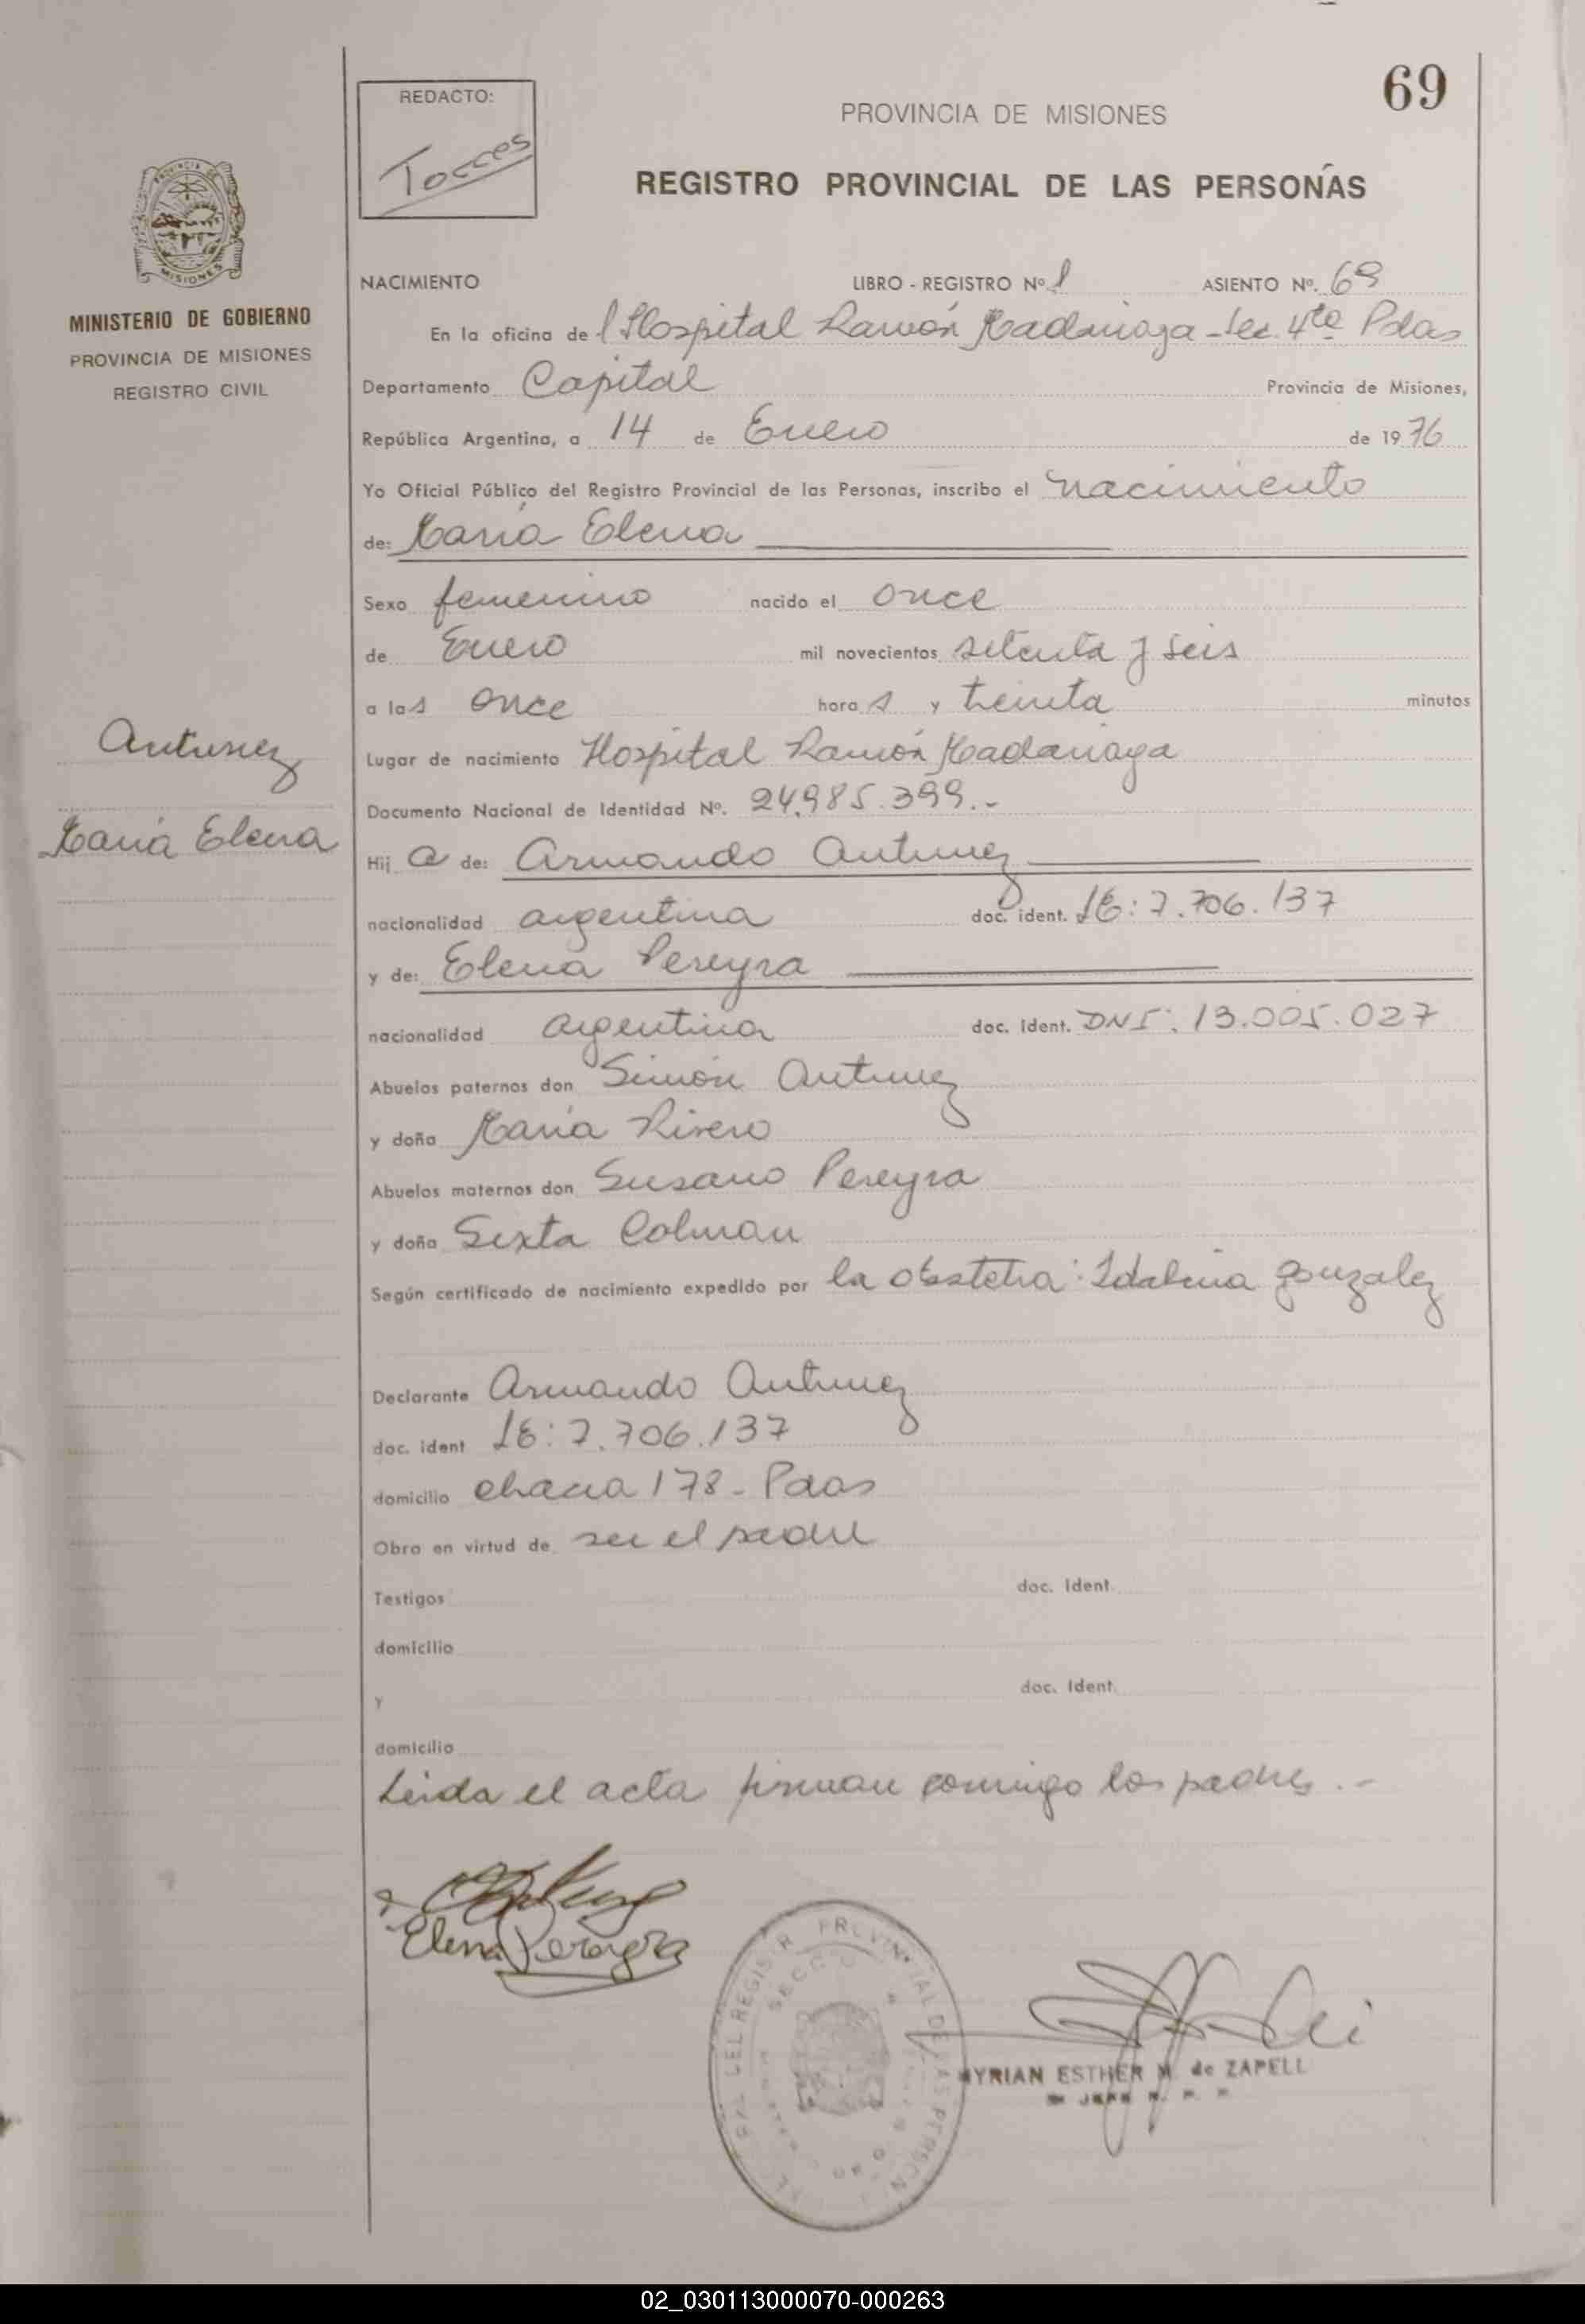 69
REDACTO:
Torres
PROVINCIA DE MISIONES
REGISTRO PROVINCIAL DE LAS PERSONAS
MINISTERIO DE GOBIERNO
PROVINCIA DE MISIONES
REGISTRO CIVIL
NACIMIENTO LIBRO - REGISTRO Nº 1 ASIENTO Nº. 69
En la oficina de l Hospital Ramón Madariaga - Sec. 4ta Pdas
Departamento Capital Provincia de Misiones,
República Argentina, a 14 de Enero de 1976
Yo Oficial Público del Registro Provincial de las Personas, inscribo el nacimiento
de: María Elena
Sexo femenino nacido el once
de Enero mil novecientos setenta y seis
a las once hora s y treinta minutos
Antunez
María Elena
Lugar de nacimiento Hospital Ramón Madariaga
Documento Nacional de Identidad Nº. 24.985.399.-
Hij a de: Armando Antunez
nacionalidad argentina doc. ident. LE: 7.706.137
y de: Elena Pereyra
nacionalidad argentina doc. ident. DNI: 13.005.027
Abuelos paternos don Simón Antunez
y doña María Rivero
Abuelos maternos don Susano Pereyra
y doña Sixta Colman
Según certificado de nacimiento expedido por la obstetra: Idalina Gonzalez
Declarante Armando Antunez
doc. ident LE: 7.706.137
domicilio chacra 178 - Pdas
Obra en virtud de ser el padre
Testigos doc. Ident.
domicilio
y doc. Ident.
domicilio
Leida el acta firman conmigo los padres.-
Elena Pereyra
MYRIAN ESTHER M. de ZAPELLI
02_030113000070-000263